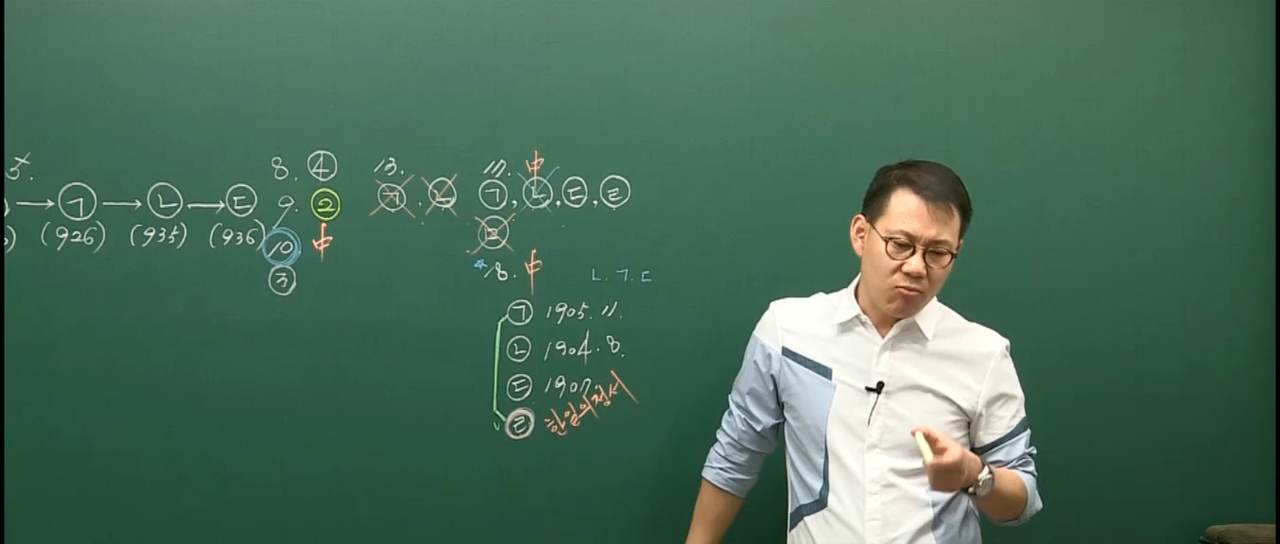 5.
→ ㉠ → ㉡ → ㉢
(926) (935) (936)
8. ④
9. ② 中
10
③
13.
㉠, ㉡
17. 中
㉠, ㉡, ㉢, ㉣
*18. 中 ㄴ. ㄱ. ㄷ
㉠ 1905. 11.
㉡ 1904. 8.
㉢ 1907.
㉣ 한일의정서